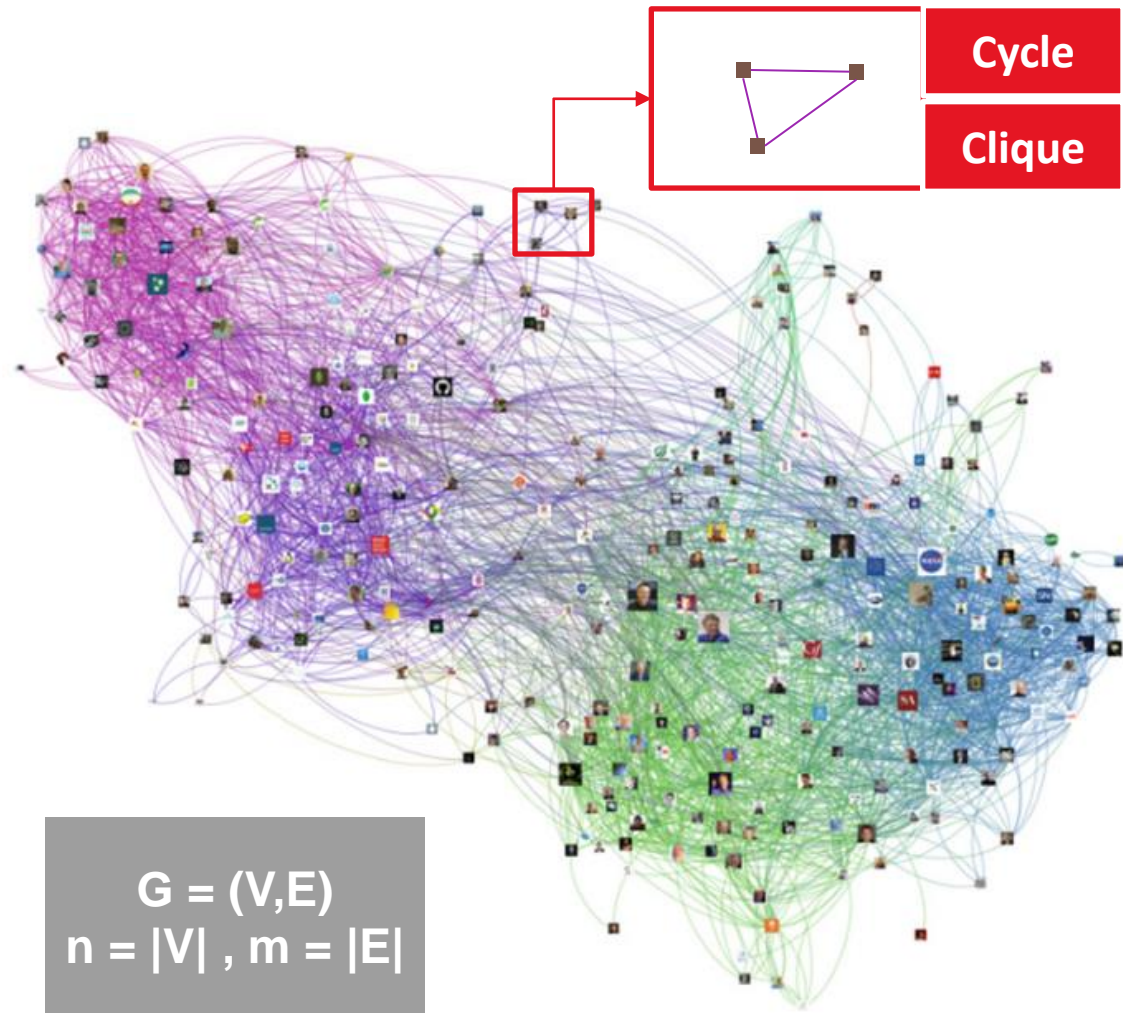 Cycle
Clique
G = (V,E)
n = |V| , m = |E|